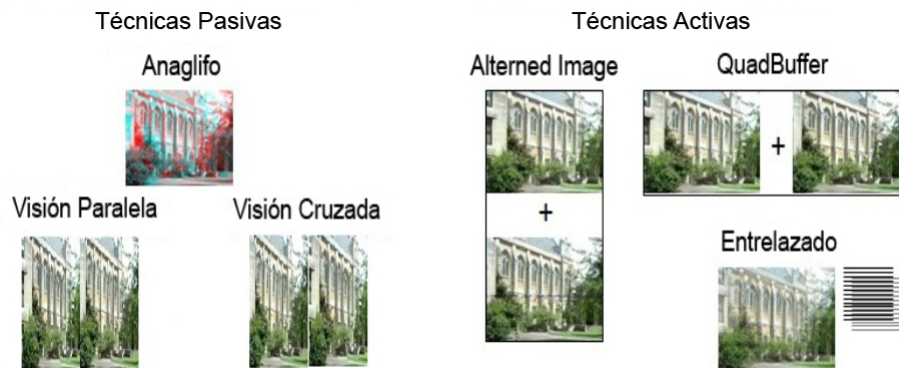 Técnicas Pasivas
Anaglifo
Visión Paralela
Visión Cruzada
Técnicas Activas
Alterned Image
QuadBuffer
+
+
Entrelazado